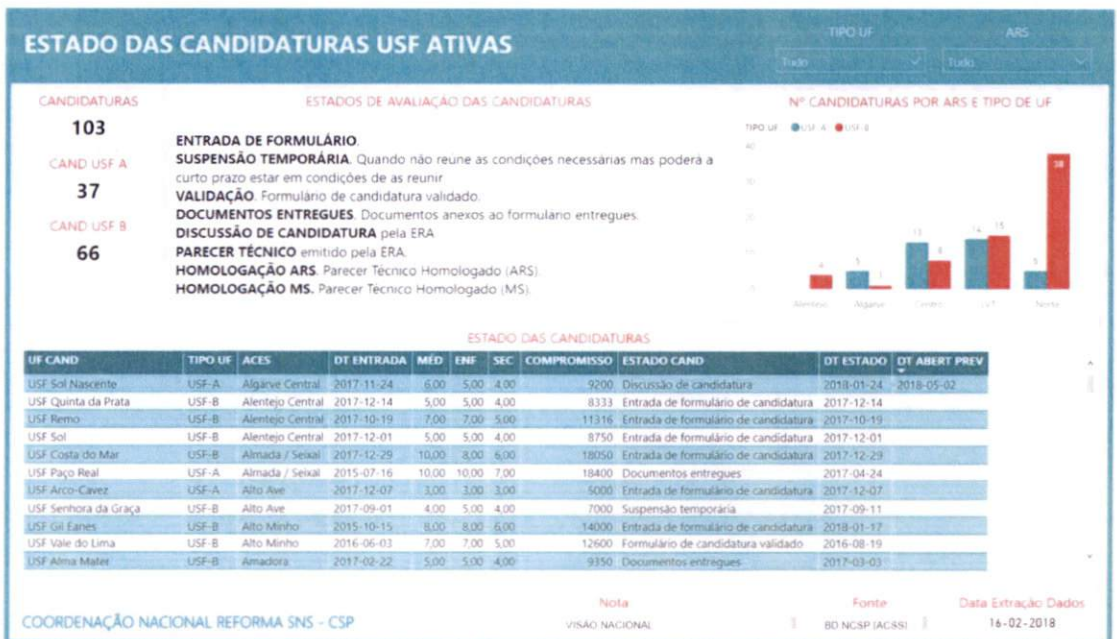 ESTADO DAS CANDIDATURAS USF ATIVAS
TIPO UF
Tudo
ARS
Tudo
CANDIDATURAS
103
CAND USF A
37
CAND USF B
66
ESTADOS DE AVALIAÇÃO DAS CANDIDATURAS
ENTRADA DE FORMULÁRIO.
SUSPENSÃO TEMPORÁRIA. Quando não reúne as condições necessárias mas poderá a
curto prazo estar em condições de as reunir.
VALIDAÇÃO. Formulário de candidatura validado.
DOCUMENTOS ENTREGUES. Documentos anexos ao formulário entregues.
DISCUSSÃO DE CANDIDATURA pela ERA
PARECER TÉCNICO emitido pela ERA.
HOMOLOGAÇÃO ARS. Parecer Técnico Homologado (ARS).
HOMOLOGAÇÃO MS. Parecer Técnico Homologado (MS).
Nº CANDIDATURAS POR ARS E TIPO DE UF
TIPO UF USF-A USF-B
40
30
20
10
0
4
5
1
13
8
14
15
5
38
Alentejo Algarve Centro LVT Norte
ESTADO DAS CANDIDATURAS
UF CAND TIPO UF ACES DT ENTRADA MÉD ENF SEC COMPROMISSO ESTADO CAND DT ESTADO DT ABERT PREV
USF Sol Nascente USF-A Algarve Central 2017-11-24 6,00 5,00 4,00 9200 Discussão de candidatura 2018-01-24 2018-05-02
USF Quinta da Prata USF-B Alentejo Central 2017-12-14 5,00 5,00 4,00 8333 Entrada de formulário de candidatura 2017-12-14
USF Remo USF-B Alentejo Central 2017-10-19 7,00 7,00 5,00 11316 Entrada de formulário de candidatura 2017-10-19
USF Sol USF-B Alentejo Central 2017-12-01 5,00 5,00 4,00 8750 Entrada de formulário de candidatura 2017-12-01
USF Costa do Mar USF-B Almada / Seixal 2017-12-29 10,00 8,00 6,00 18050 Entrada de formulário de candidatura 2017-12-29
USF Paço Real USF-A Almada / Seixal 2015-07-16 10,00 10,00 7,00 18400 Documentos entregues 2017-04-24
USF Arco-Cavez USF-A Alto Ave 2017-12-07 3,00 3,00 3,00 5000 Entrada de formulário de candidatura 2017-12-07
USF Senhora da Graça USF-B Alto Ave 2017-09-01 4,00 5,00 4,00 7000 Suspensão temporária 2017-09-11
USF Gil Eanes USF-B Alto Minho 2015-10-15 8,00 8,00 6,00 14000 Entrada de formulário de candidatura 2018-01-17
USF Vale do Lima USF-B Alto Minho 2016-06-03 7,00 7,00 5,00 12600 Formulário de candidatura validado 2016-08-19
USF Alma Mater USF-B Amadora 2017-02-22 5,00 5,00 4,00 9350 Documentos entregues 2017-03-03
COORDENAÇÃO NACIONAL REFORMA SNS - CSP
Nota
VISÃO NACIONAL
Fonte
BD NCSP (ACSS)
Data Extração Dados
16-02-2018